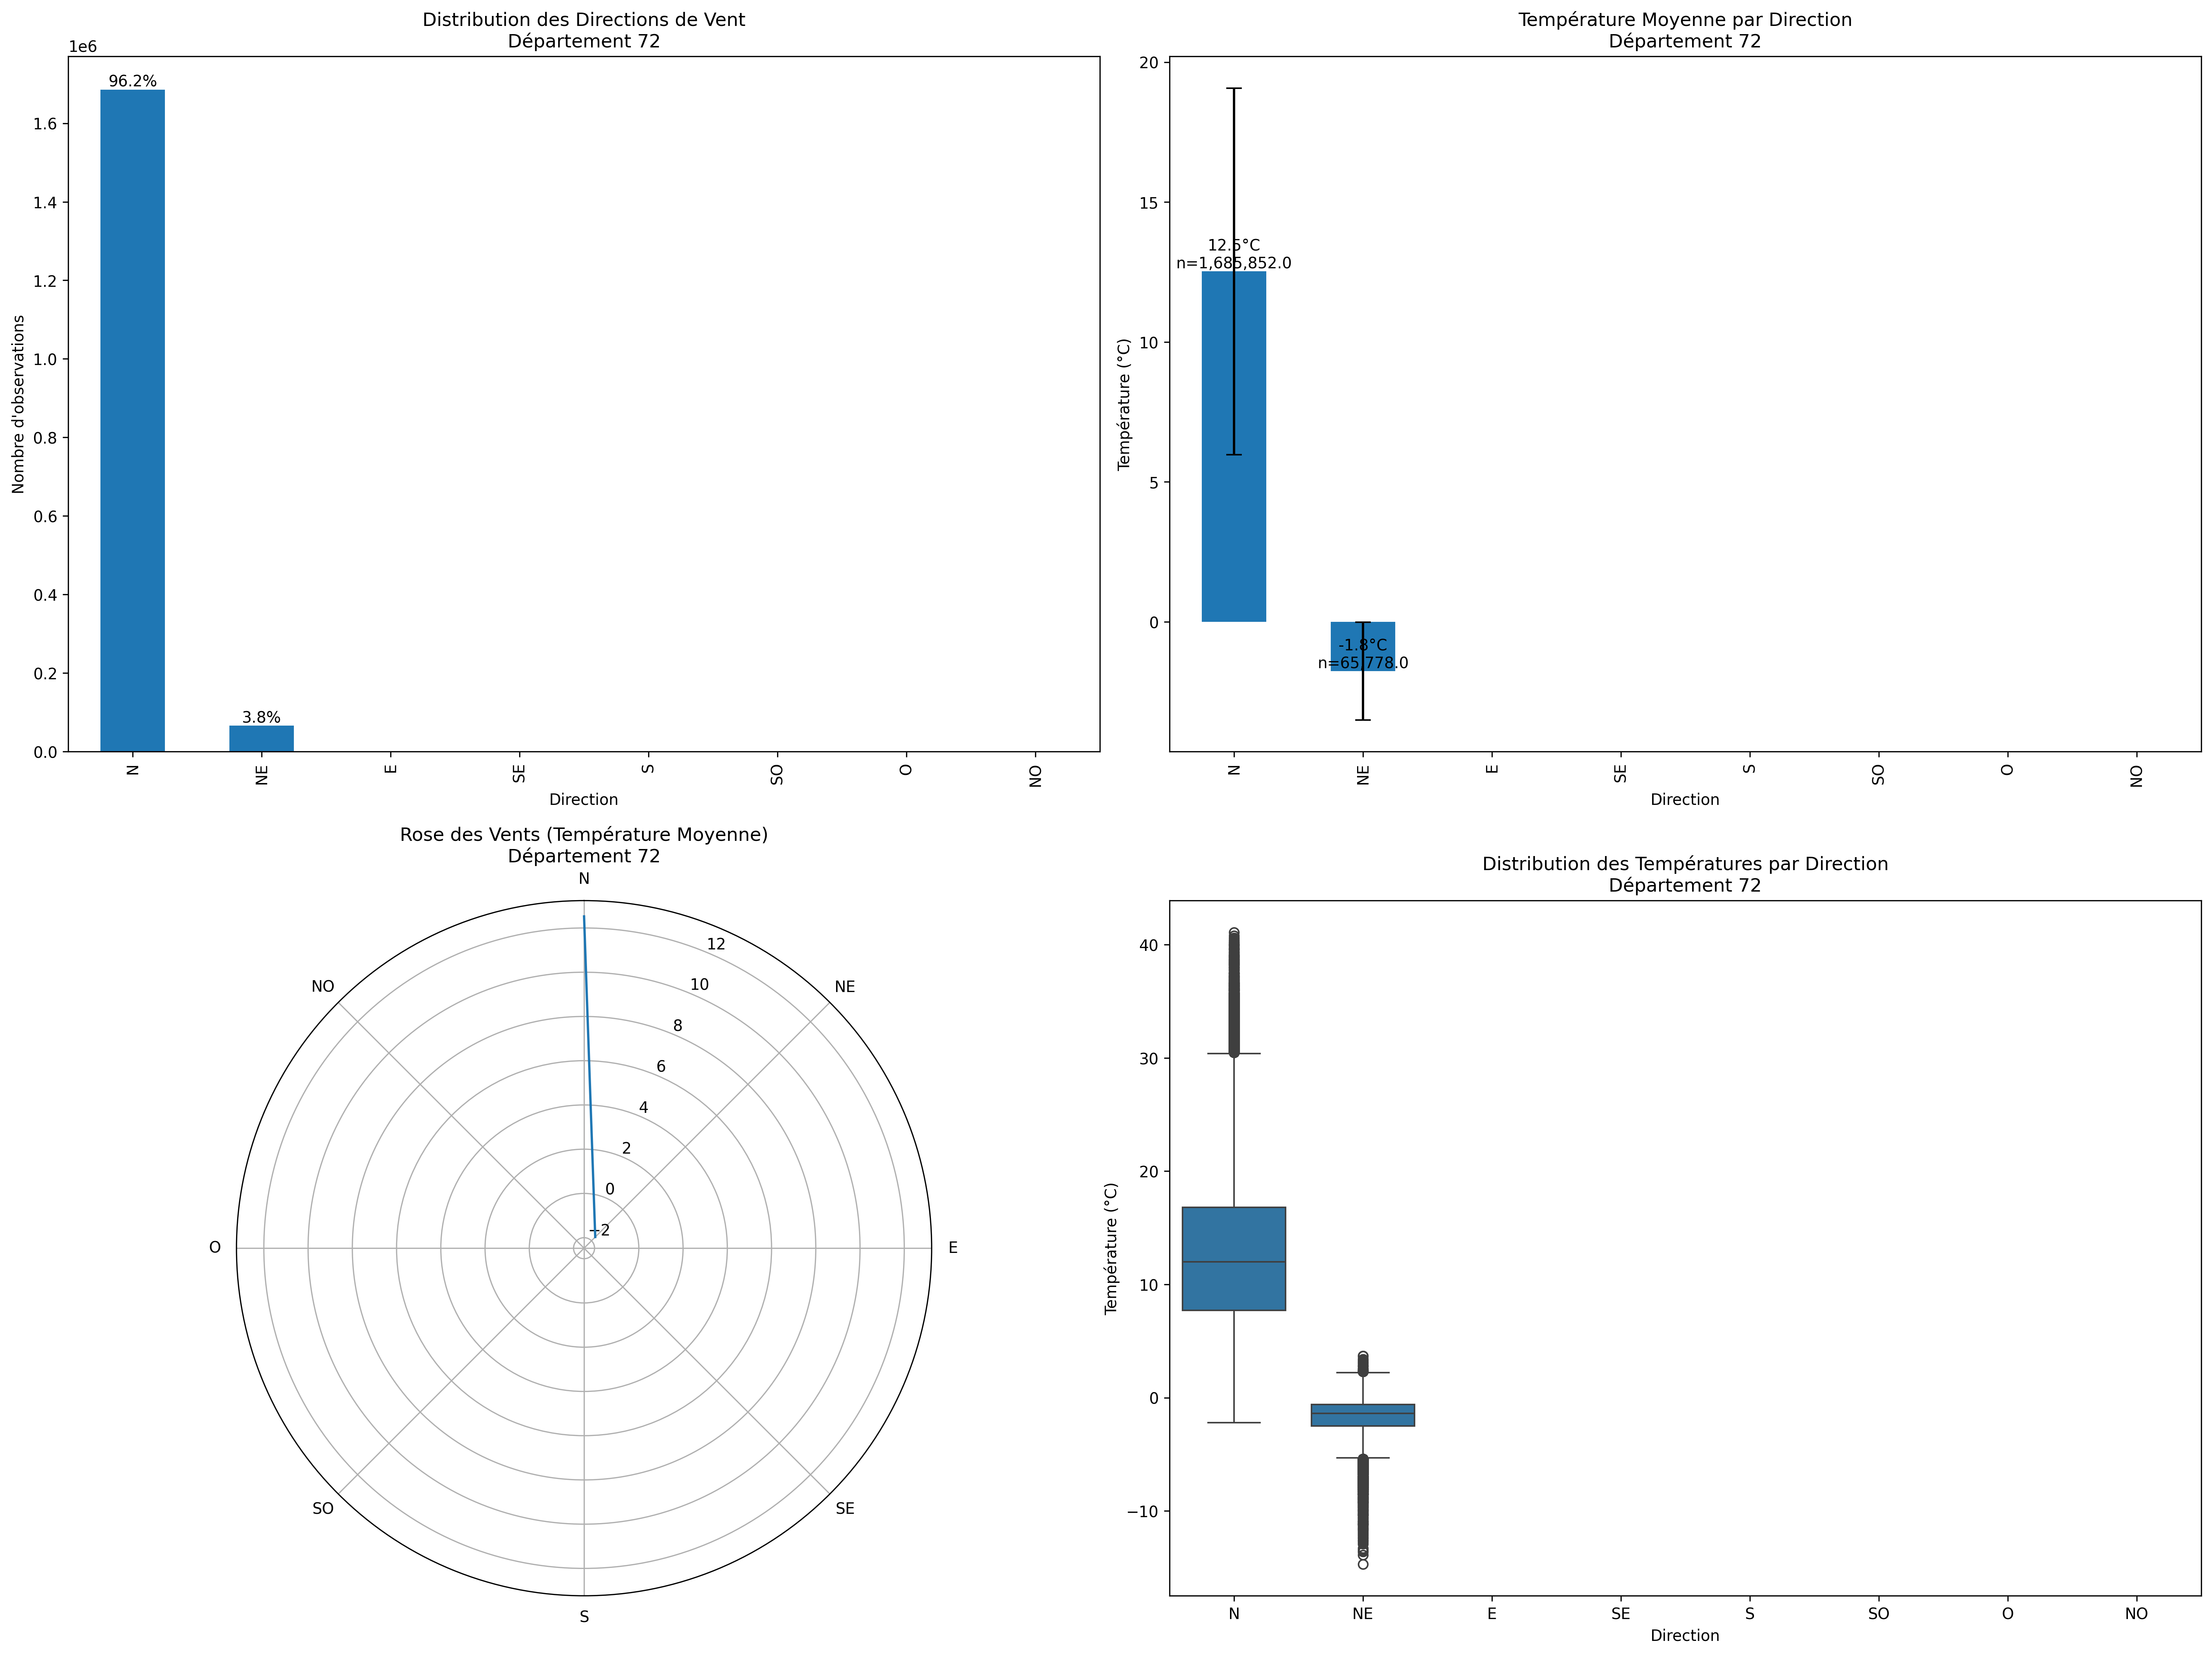 Distribution des Directions de Vent
Département 72
1e6
96.2%
3.8%
1.6
1.4
1.2
1.0
0.8
0.6
0.4
0.2
0.0
Nombre d'observations
N
NE
E
SE
S
SO
O
NO
Direction
Température Moyenne par Direction
Département 72
20
15
10
5
0
Température (°C)
12.5°C
n=1,685,852.0
-1.8°C
n=65,778.0
N
NE
E
SE
S
SO
O
NO
Direction
Rose des Vents (Température Moyenne)
Département 72
N
NO
NE
12
10
8
6
4
2
0
−2
O
E
SO
SE
S
Distribution des Températures par Direction
Département 72
40
30
20
10
0
−10
Température (°C)
N
NE
E
SE
S
SO
O
NO
Direction